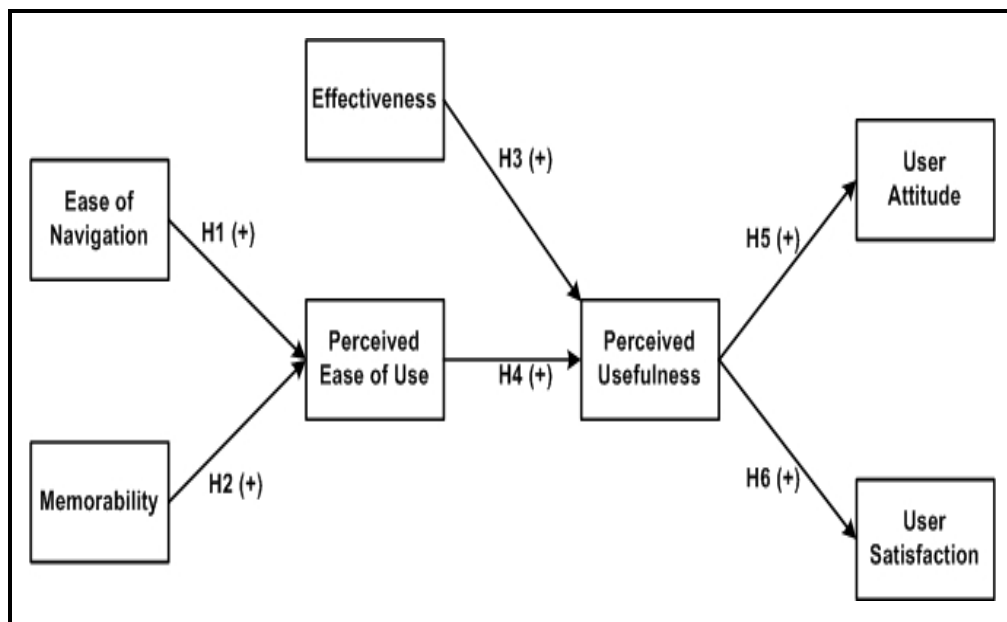 Effectiveness
H3 (+)
User
Attitude
Ease of
Navigation
H1 (+)
H5 (+)
Perceived
Ease of Use
H4 (+)
Perceived
Usefulness
Memorability
H2 (+)
H6 (+)
User
Satisfaction